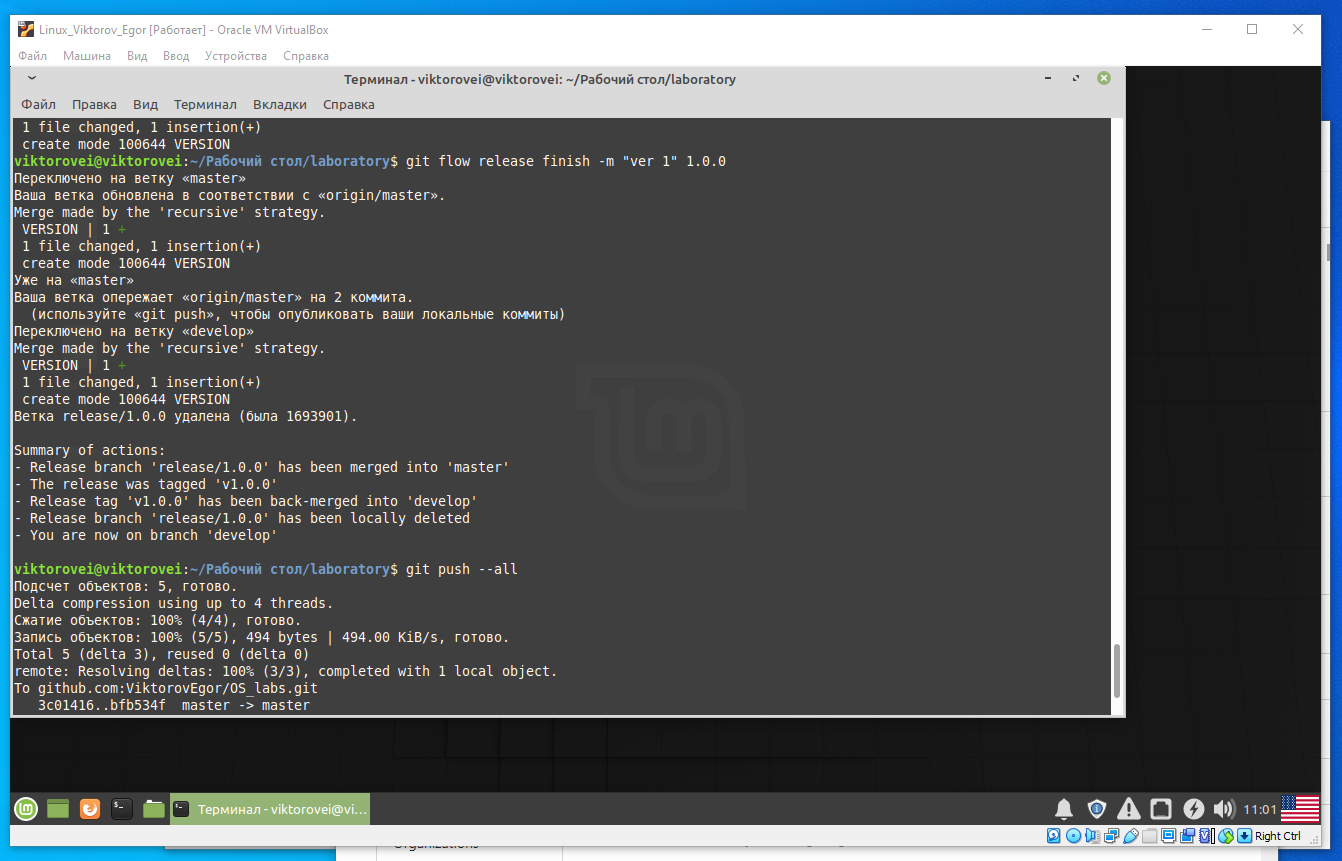 Linux_Viktorov_Egor [Работает] - Oracle VM VirtualBox
Файл Машина Вид Ввод Устройства Справка
Терминал - viktorovei@viktorovei: ~/Рабочий стол/laboratory
Файл Правка Вид Терминал Вкладки Справка
1 file changed, 1 insertion(+)
create mode 100644 VERSION
viktorovei@viktorovei:~/Рабочий стол/laboratory$ git flow release finish -m "ver 1" 1.0.0
Переключено на ветку «master»
Ваша ветка обновлена в соответствии с «origin/master».
Merge made by the 'recursive' strategy.
VERSION | 1 +
1 file changed, 1 insertion(+)
create mode 100644 VERSION
Уже на «master»
Ваша ветка опережает «origin/master» на 2 коммита.
(используйте «git push», чтобы опубликовать ваши локальные коммиты)
Переключено на ветку «develop»
Merge made by the 'recursive' strategy.
VERSION | 1 +
1 file changed, 1 insertion(+)
create mode 100644 VERSION
Ветка release/1.0.0 удалена (была 1693901).
Summary of actions:
- Release branch 'release/1.0.0' has been merged into 'master'
- The release was tagged 'v1.0.0'
- Release tag 'v1.0.0' has been back-merged into 'develop'
- Release branch 'release/1.0.0' has been locally deleted
- You are now on branch 'develop'
viktorovei@viktorovei:~/Рабочий стол/laboratory$ git push --all
Подсчет объектов: 5, готово.
Delta compression using up to 4 threads.
Сжатие объектов: 100% (4/4), готово.
Запись объектов: 100% (5/5), 494 bytes | 494.00 KiB/s, готово.
Total 5 (delta 3), reused 0 (delta 0)
remote: Resolving deltas: 100% (3/3), completed with 1 local object.
To github.com:ViktorovEgor/OS_labs.git
3c01416..bfb534f master -> master
Терминал - viktorovei@vi...
11:01
Right Ctrl
Organizations